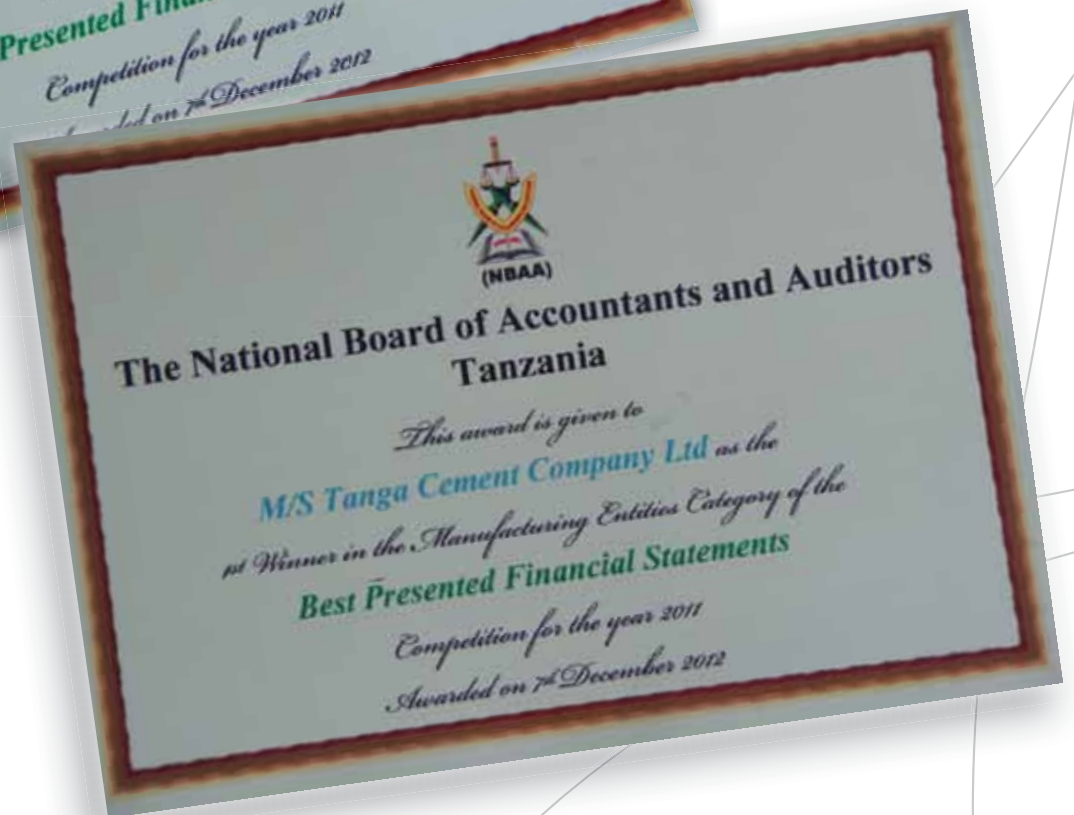 Presented Finan
Competition for the year 2011
ded on 7th December 2012
(NBAA)
The National Board of Accountants and Auditors
Tanzania
This award is given to
M/S Tanga Cement Company Ltd as the
1st Winner in the Manufacturing Entities Category of the
Best Presented Financial Statements
Competition for the year 2011
Awarded on 7th December 2012